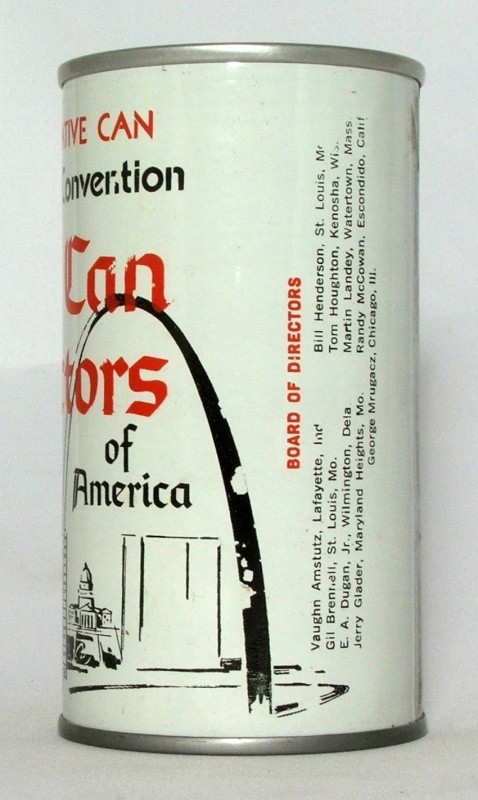 ATIVE CAN
Convention
Can
tors
of
America
BOARD OF DIRECTORS
Vaughn Amstutz, Lafayette, Ind
Gil Brennall, St. Louis, Mo.
E. A. Dugan, Jr., Wilmington, Dela
Jerry Glader, Maryland Heights, Mo.
Bill Henderson, St. Louis, Mo
Tom Houghton, Kenosha, Wis.
Martin Landey, Watertown, Mass.
Randy McCowan, Escondido, Calif
George Mrugacz, Chicago, Ill.